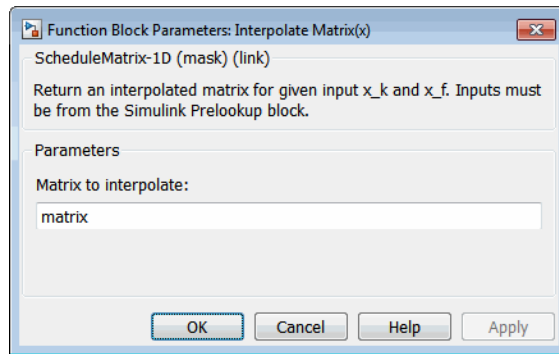 Function Block Parameters: Interpolate Matrix(x)
ScheduleMatrix-1D (mask) (link)
Return an interpolated matrix for given input x_k and x_f. Inputs must
be from the Simulink Prelookup block.
Parameters
Matrix to interpolate:
matrix
OK Cancel Help Apply